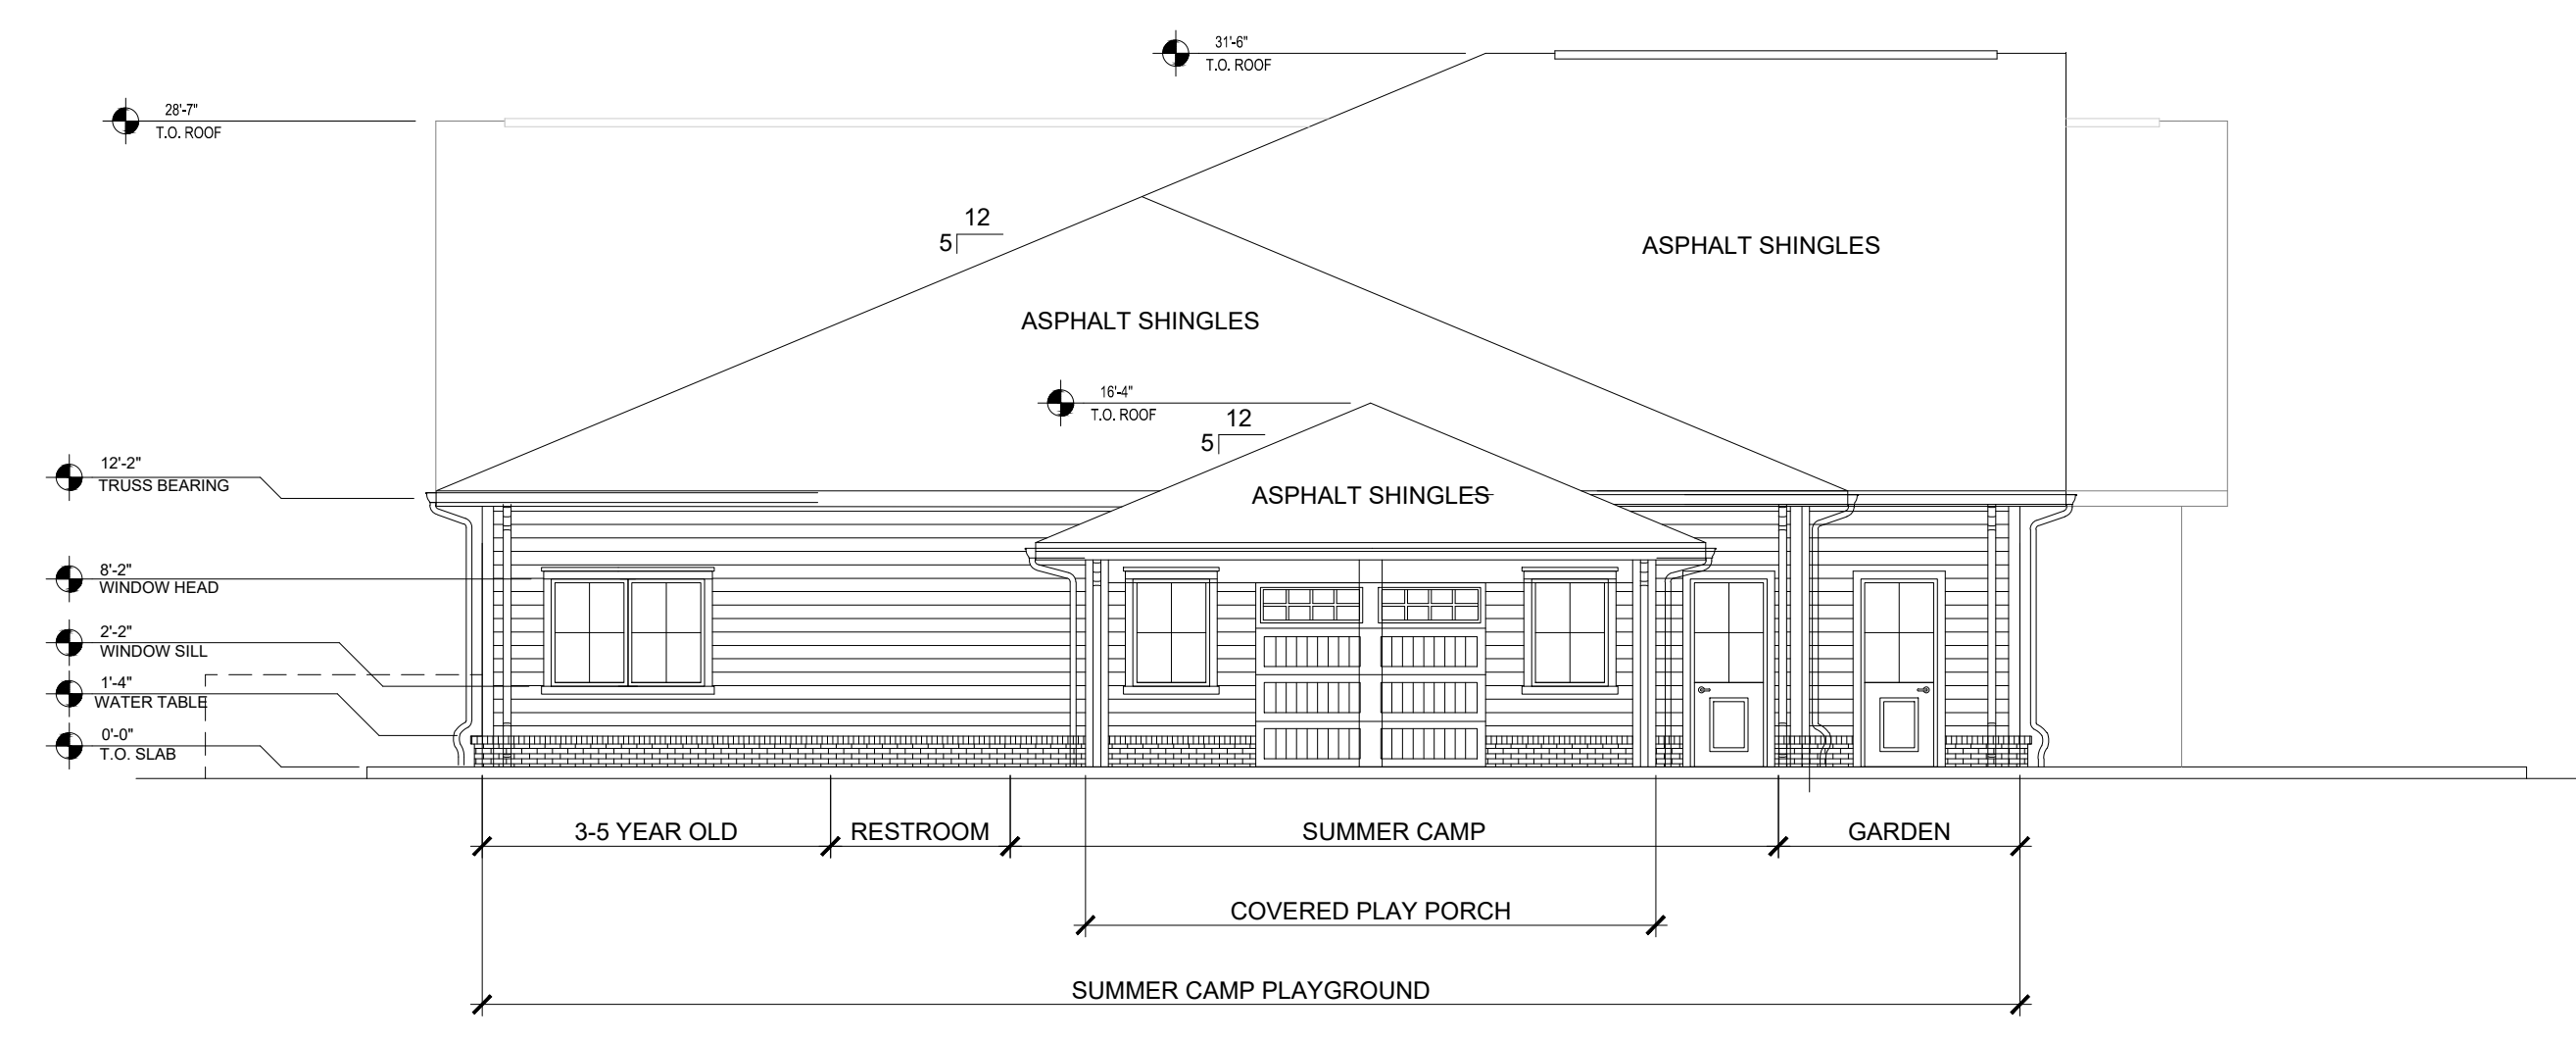 31'-6"
T.O. ROOF
28'-7"
T.O. ROOF
12
5
ASPHALT SHINGLES
ASPHALT SHINGLES
16'-4"
T.O. ROOF
12
5
12'-2"
TRUSS BEARING
ASPHALT SHINGLES
8'-2"
WINDOW HEAD
2'-2"
WINDOW SILL
1'-4"
WATER TABLE
0'-0"
T.O. SLAB
3-5 YEAR OLD
RESTROOM
SUMMER CAMP
GARDEN
COVERED PLAY PORCH
SUMMER CAMP PLAYGROUND